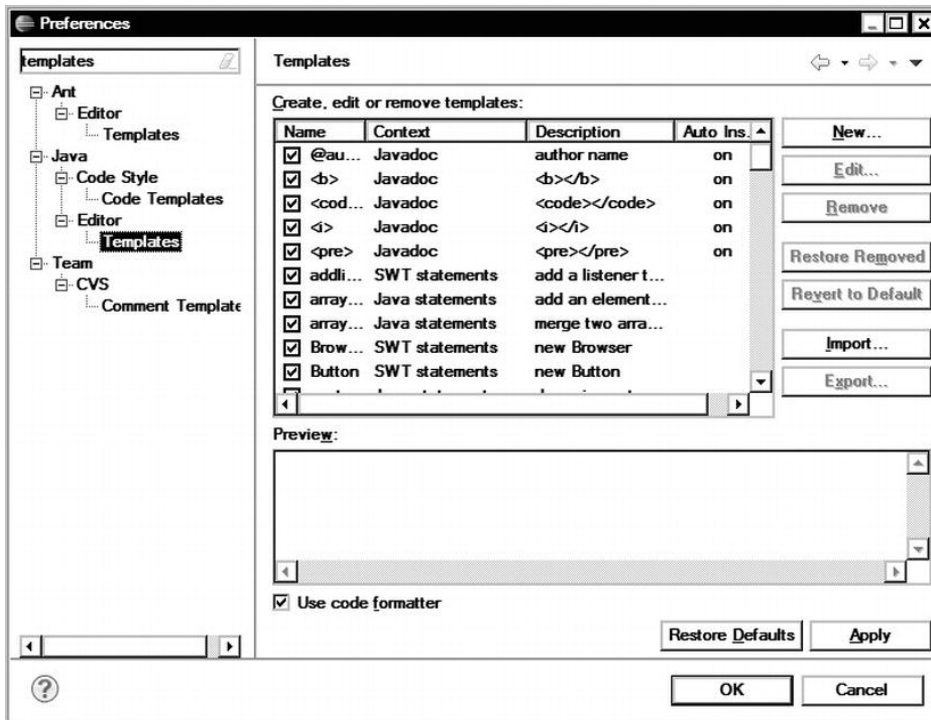 Preferences
templates
Ant
Editor
Templates
Java
Code Style
Code Templates
Editor
Templates
Team
CVS
Comment Template
Templates
Create, edit or remove templates:
Name Context Description Auto Ins.
@au... Javadoc author name on
<b> Javadoc <b></b> on
<cod... Javadoc <code></code> on
<i> Javadoc <i></i> on
<pre> Javadoc <pre></pre> on
addli... SWT statements add a listener t...
array... Java statements add an element...
array... Java statements merge two arra...
Brow... SWT statements new Browser
Button SWT statements new Button
New...
Edit...
Remove
Restore Removed
Revert to Default
Import...
Export...
Preview:
Use code formatter
Restore Defaults Apply
? OK Cancel